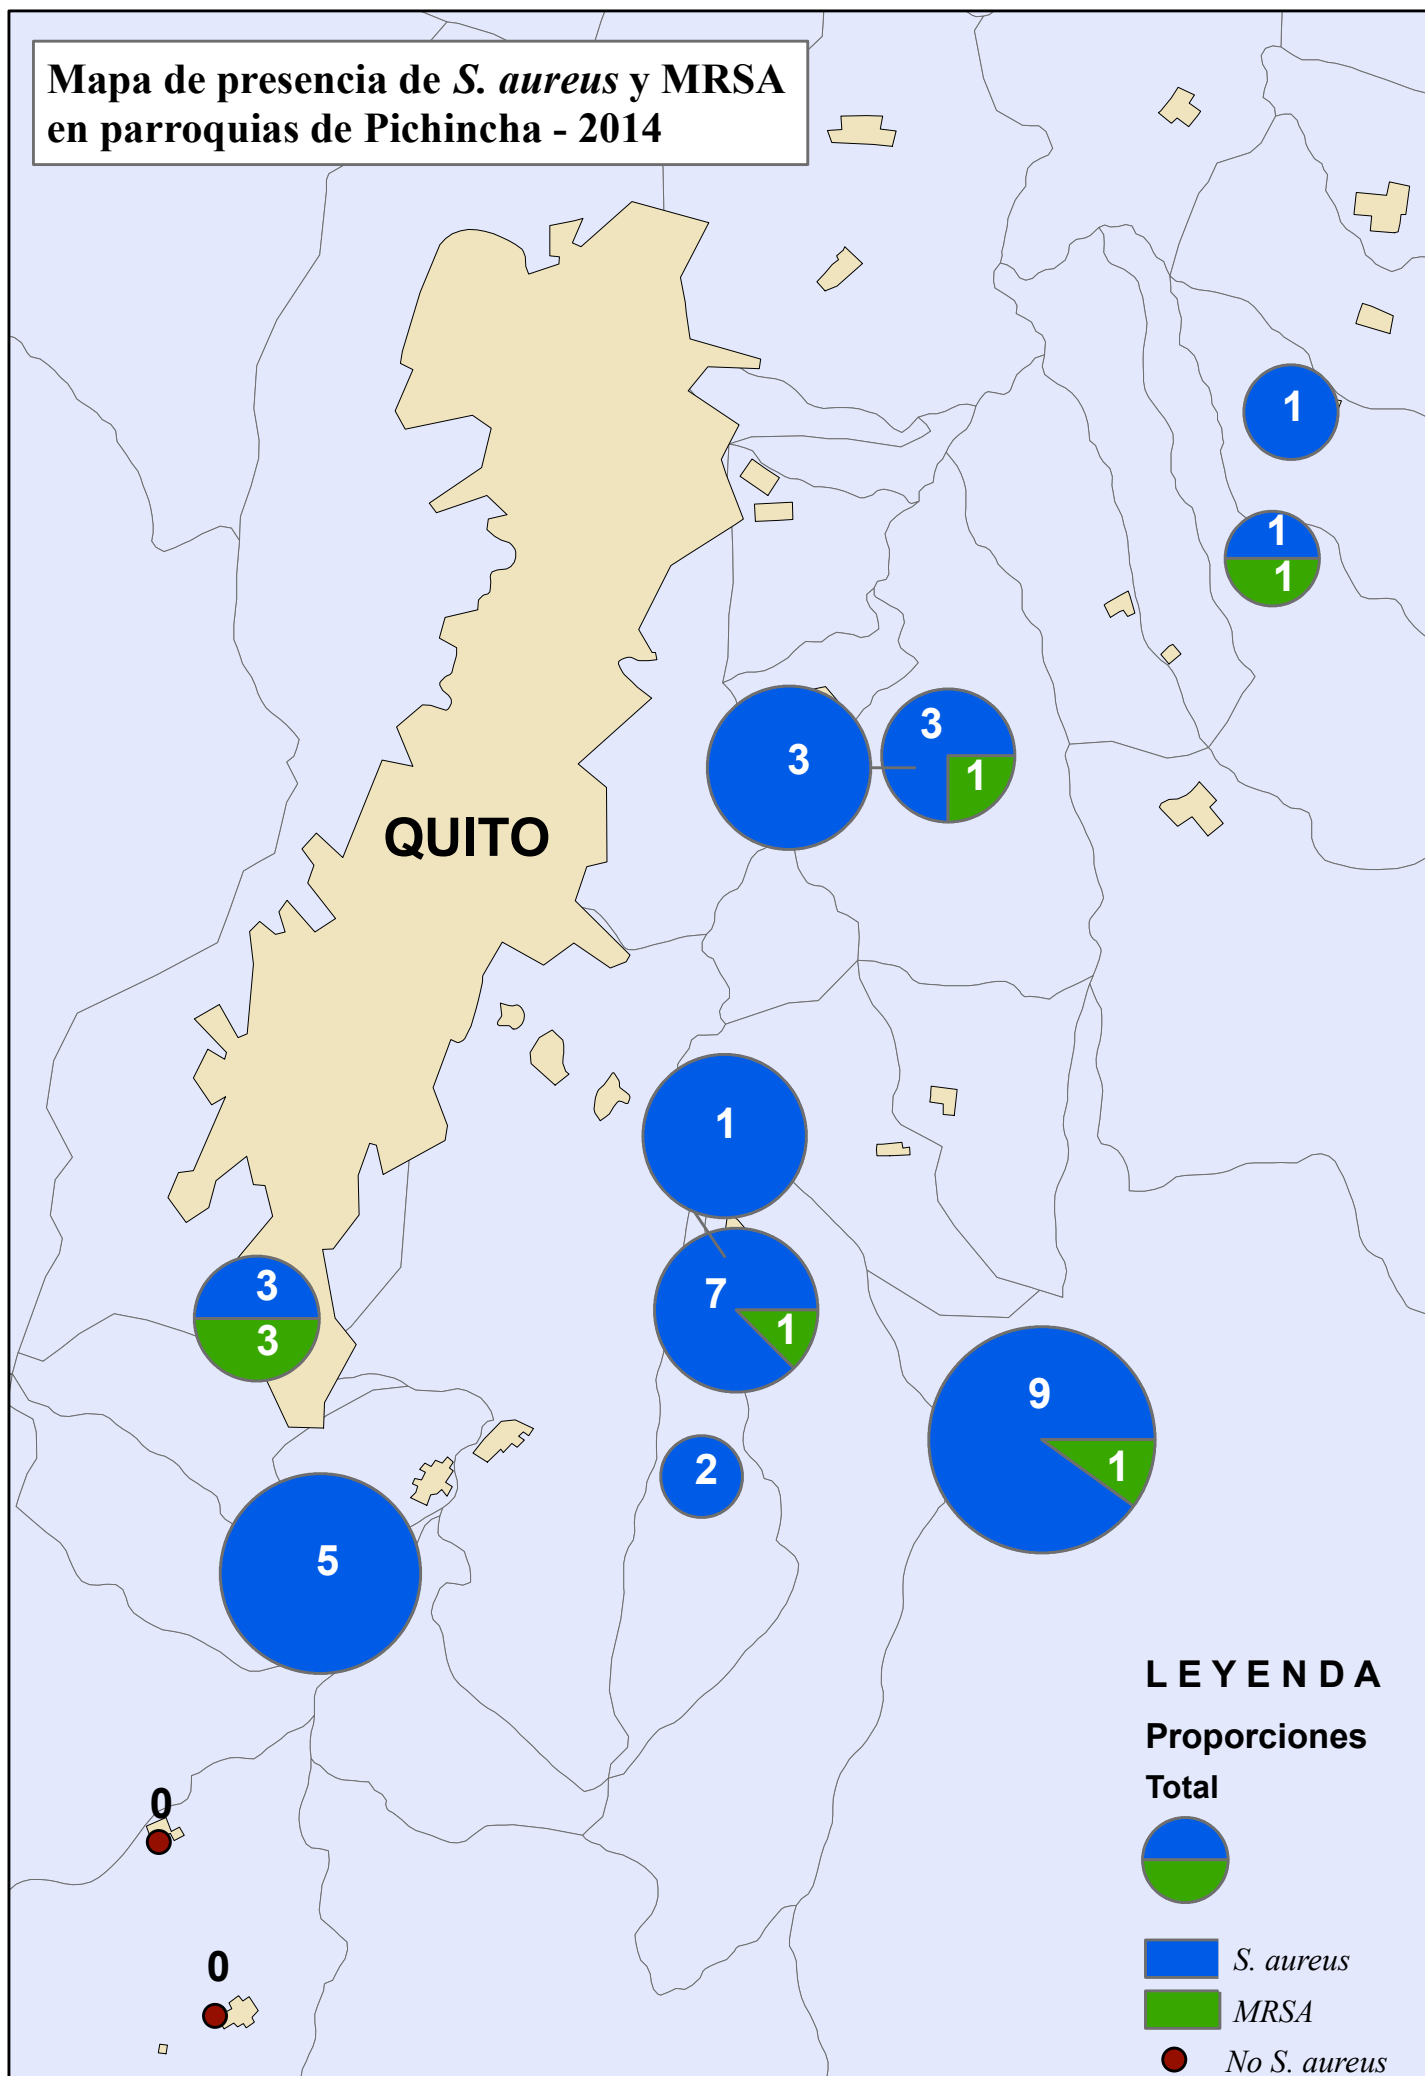 Mapa de presencia de S. aureus y MRSA
en parroquias de Pichincha - 2014
1
1
1
3
3
1
QUITO
1
3
3
7
1
9
1
2
5
LEYENDA
Proporciones
Total
0
0
S. aureus
MRSA
No S. aureus